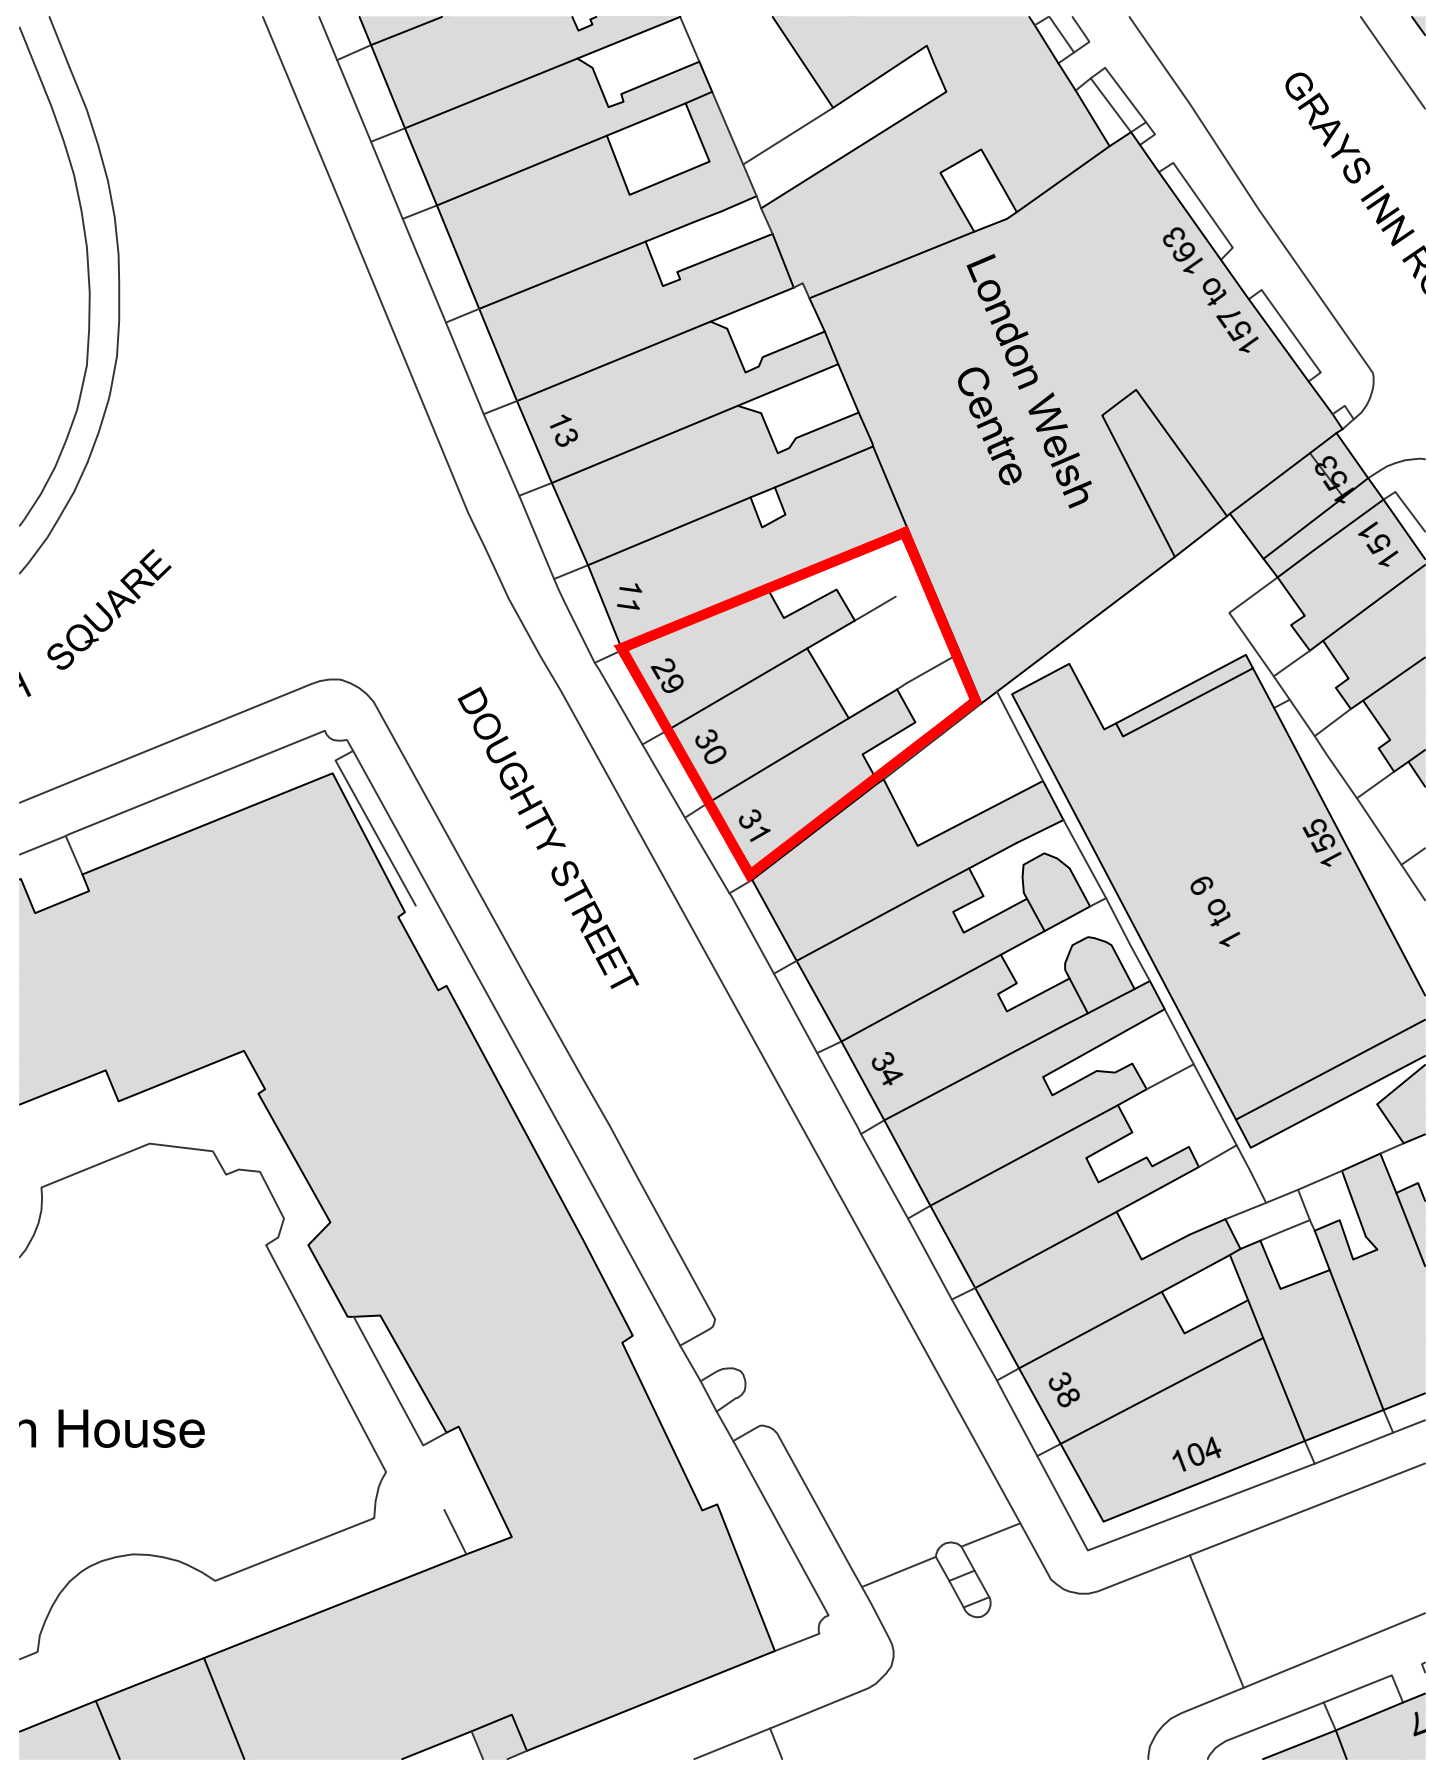 GRAYS INN R
157 to 163
London Welsh
Centre
13
153
151
11
SQUARE
29
30
31
DOUGHTY STREET
155
1 to 9
34
38
House
104